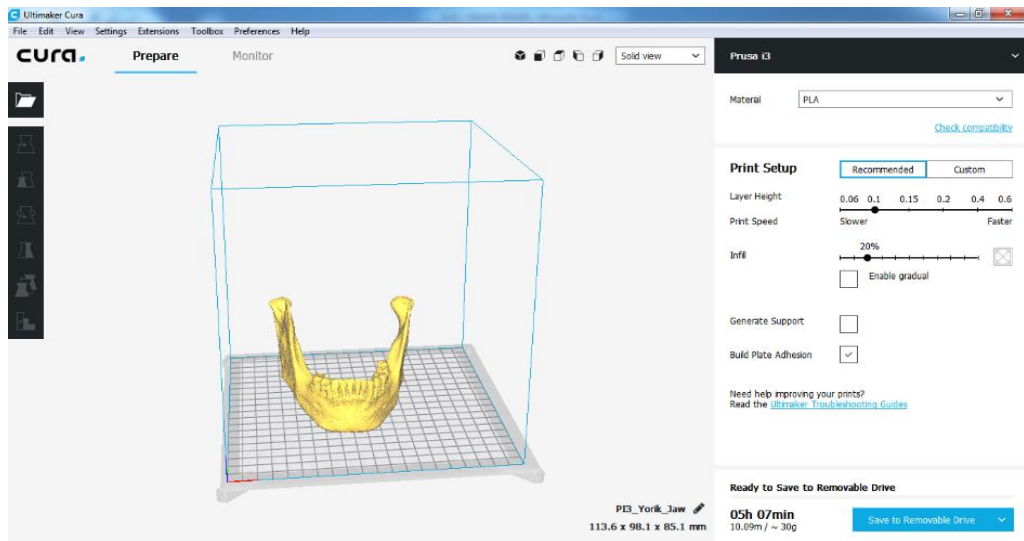 Ultimaker Cura
File Edit View Settings Extensions Toolbox Preferences Help
cura. Prepare Monitor Solid view Prusa i3
Material PLA
Check compatibility
Print Setup Recommended Custom
Layer Height 0.06 0.1 0.15 0.2 0.4 0.6
Print Speed Slower Faster
20%
Infill
Enable gradual
Generate Support
Build Plate Adhesion
Need help improving your prints?
Read the Ultimaker Troubleshooting Guides
Ready to Save to Removable Drive
PI3_Yorik_Jaw 05h 07min Save to Removable Drive
113.6 x 98.1 x 85.1 mm 10.09m / ~ 30g